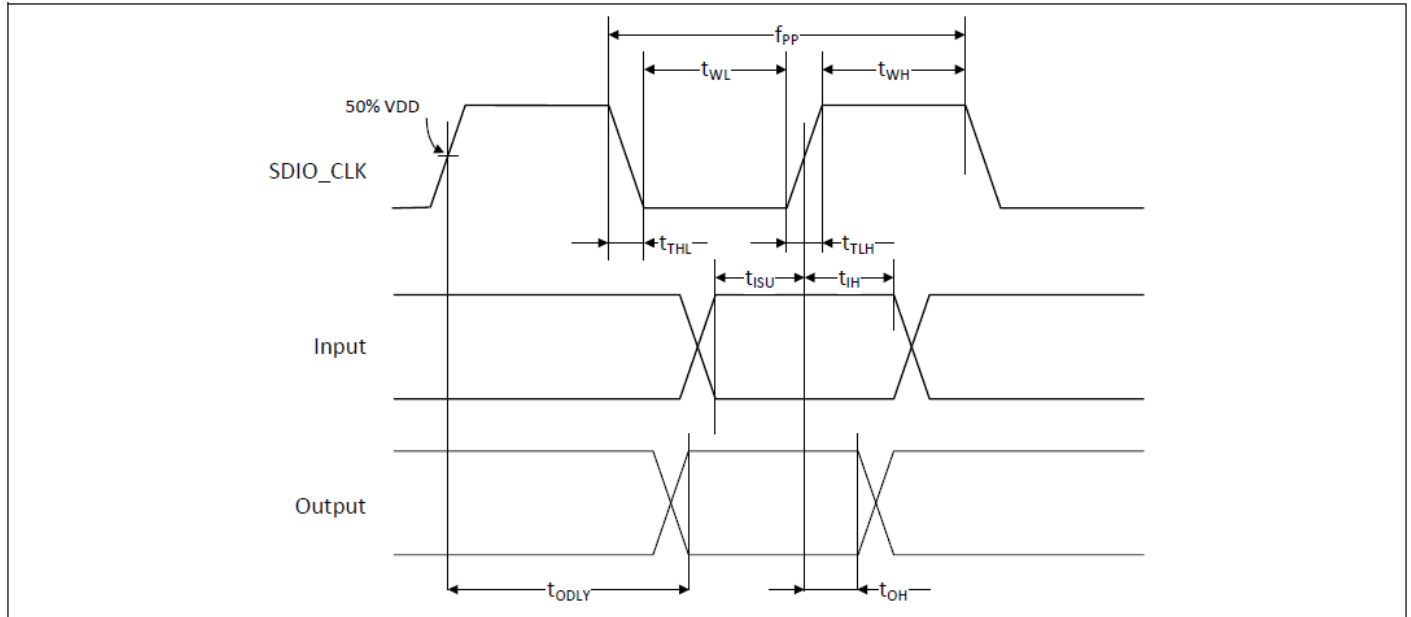 fPP
tWL
tWH
50% VDD
SDIO_CLK
tTHL
tTLH
tISU
tIH
Input
Output
tODLY
tOH